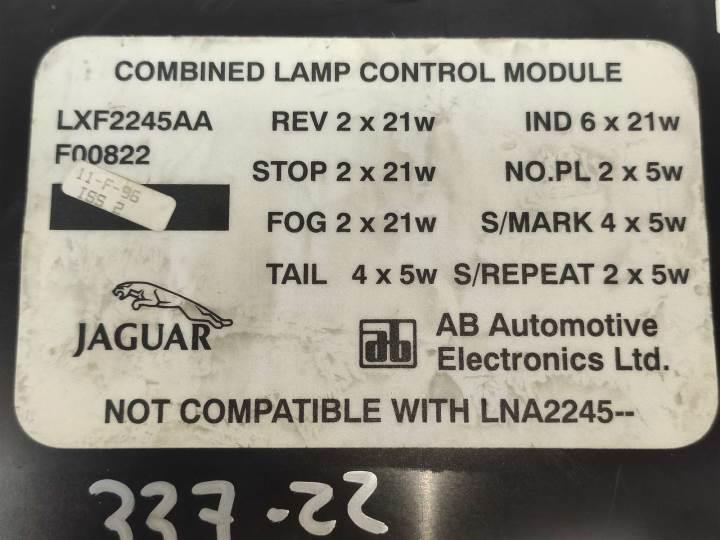 COMBINED LAMP CONTROL MODULE
LXF2245AA REV 2 x 21w IND 6 x 21w
F00822
STOP 2 x 21w NO.PL 2 x 5w
11-F-96
ISS 2
FOG 2 x 21w S/MARK 4 x 5w
TAIL 4 x 5w S/REPEAT 2 x 5w
JAGUAR
ab AB Automotive
Electronics Ltd.
NOT COMPATIBLE WITH LNA2245--
337-22